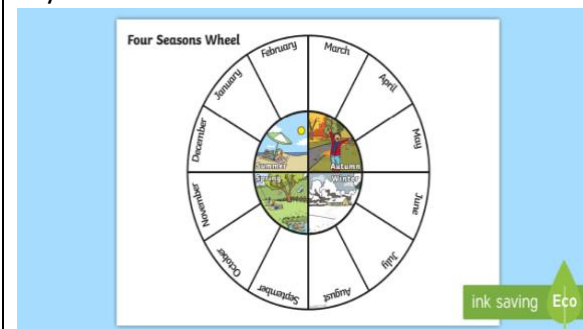 Four Seasons Wheel
February
March
January
April
December
May
Summer
Autumn
Spring
Winter
November
June
October
July
September
August
ink saving
Eco